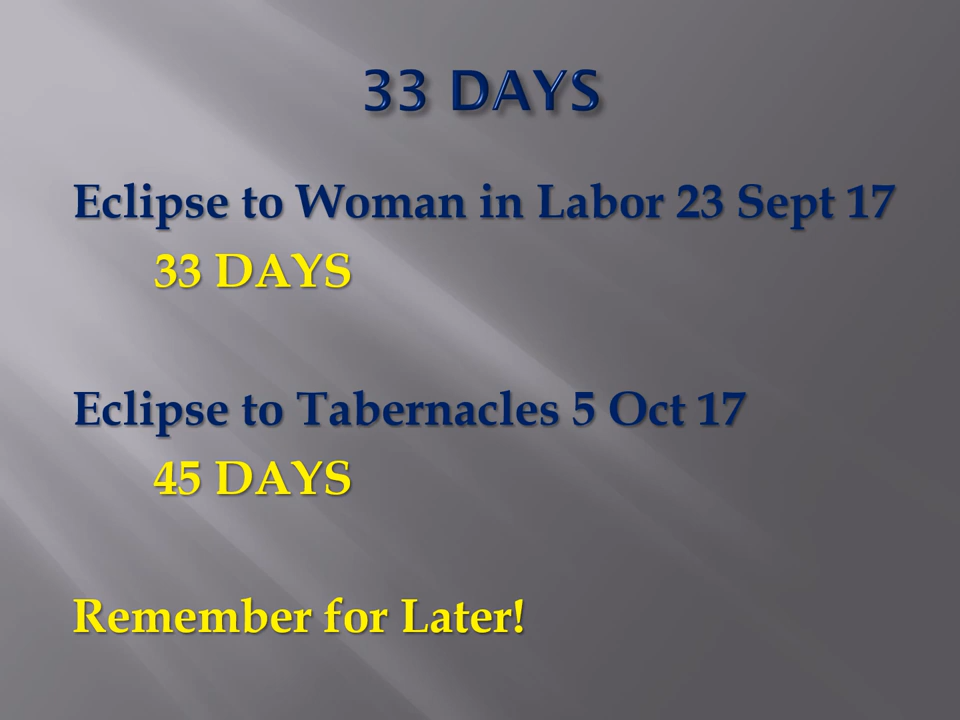 33 DAYS
Eclipse to Woman in Labor 23 Sept 17
33 DAYS
Eclipse to Tabernacles 5 Oct 17
45 DAYS
Remember for Later!